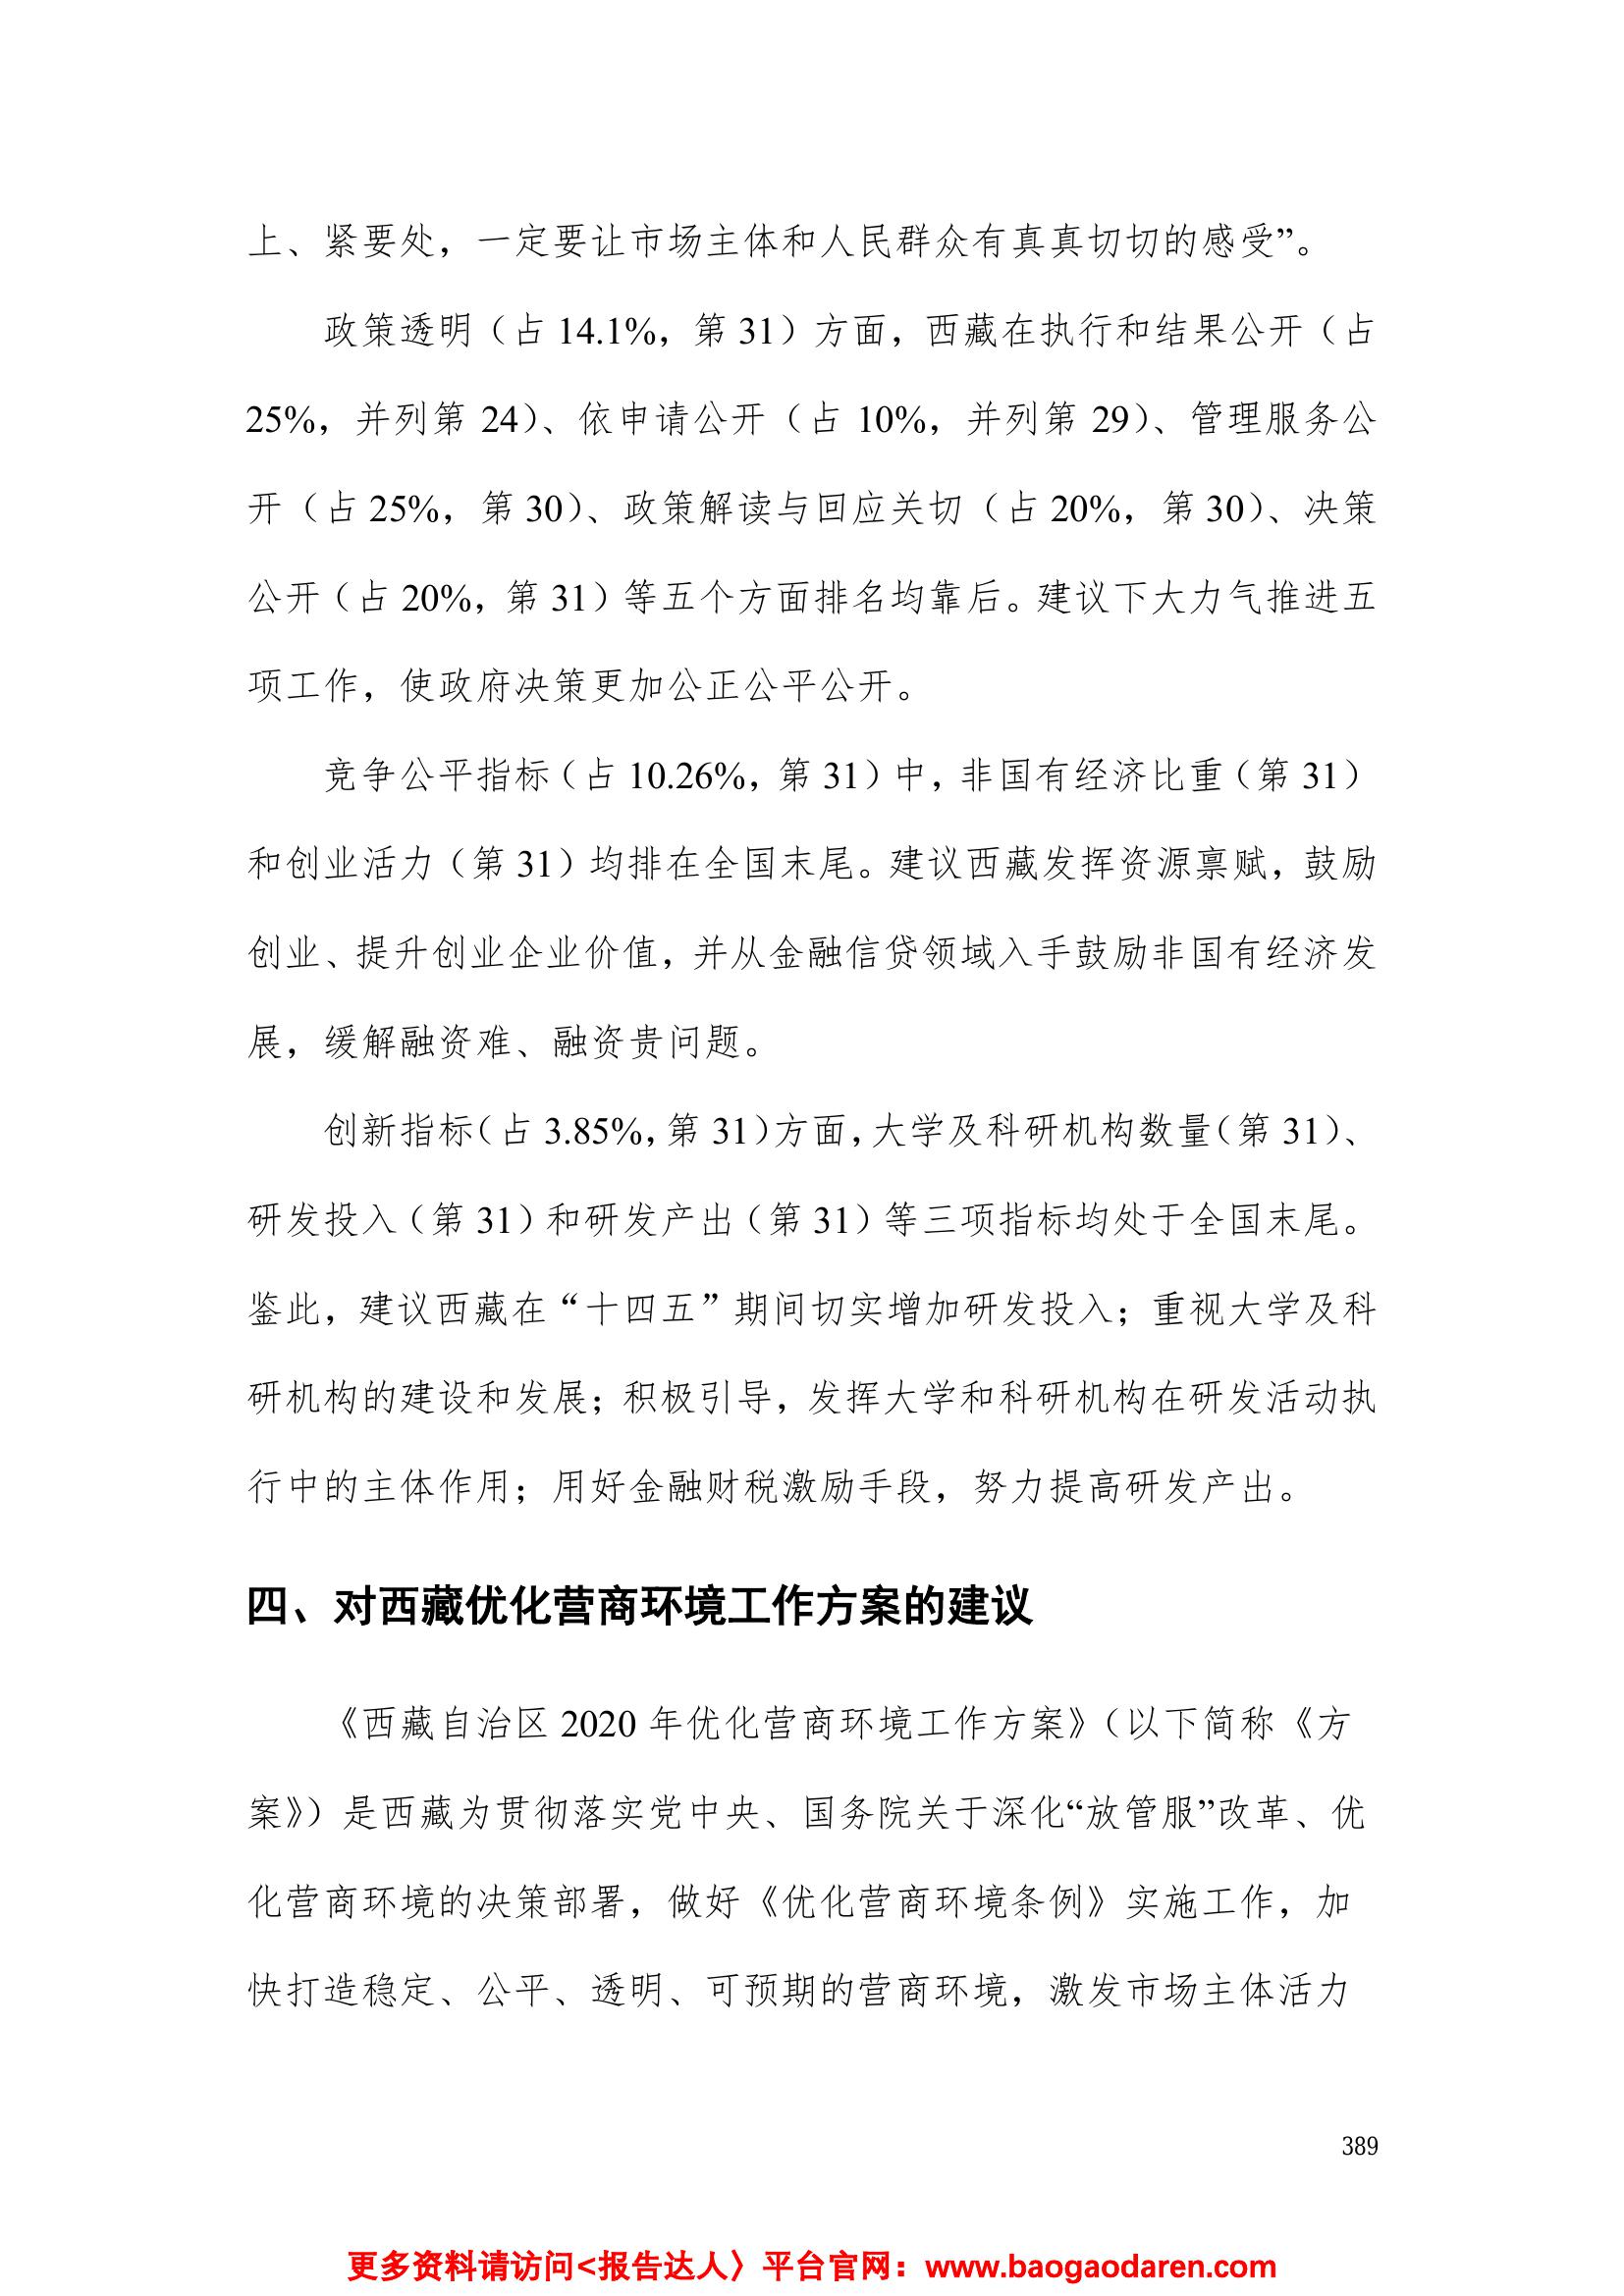 上、紧要处，一定要让市场主体和人民群众有真真切切的感受”。
政策透明（占 14.1%，第 31）方面，西藏在执行和结果公开（占
25%，并列第 24）、依申请公开（占 10%，并列第 29）、管理服务公
开（占 25%，第 30）、政策解读与回应关切（占 20%，第 30）、决策
公开（占 20%，第 31）等五个方面排名均靠后。建议下大力气推进五
项工作，使政府决策更加公正公平公开。
竞争公平指标（占 10.26%，第 31）中，非国有经济比重（第 31）
和创业活力（第 31）均排在全国末尾。建议西藏发挥资源禀赋，鼓励
创业、提升创业企业价值，并从金融信贷领域入手鼓励非国有经济发
展，缓解融资难、融资贵问题。
创新指标（占 3.85%，第 31）方面，大学及科研机构数量（第 31）、
研发投入（第 31）和研发产出（第 31）等三项指标均处于全国末尾。
鉴此，建议西藏在“十四五”期间切实增加研发投入；重视大学及科
研机构的建设和发展；积极引导，发挥大学和科研机构在研发活动执
行中的主体作用；用好金融财税激励手段，努力提高研发产出。
四、对西藏优化营商环境工作方案的建议
《西藏自治区 2020 年优化营商环境工作方案》（以下简称《方
案》）是西藏为贯彻落实党中央、国务院关于深化“放管服”改革、优
化营商环境的决策部署，做好《优化营商环境条例》实施工作，加
快打造稳定、公平、透明、可预期的营商环境，激发市场主体活力
389
更多资料请访问<报告达人〉平台官网：www.baogaodaren.com